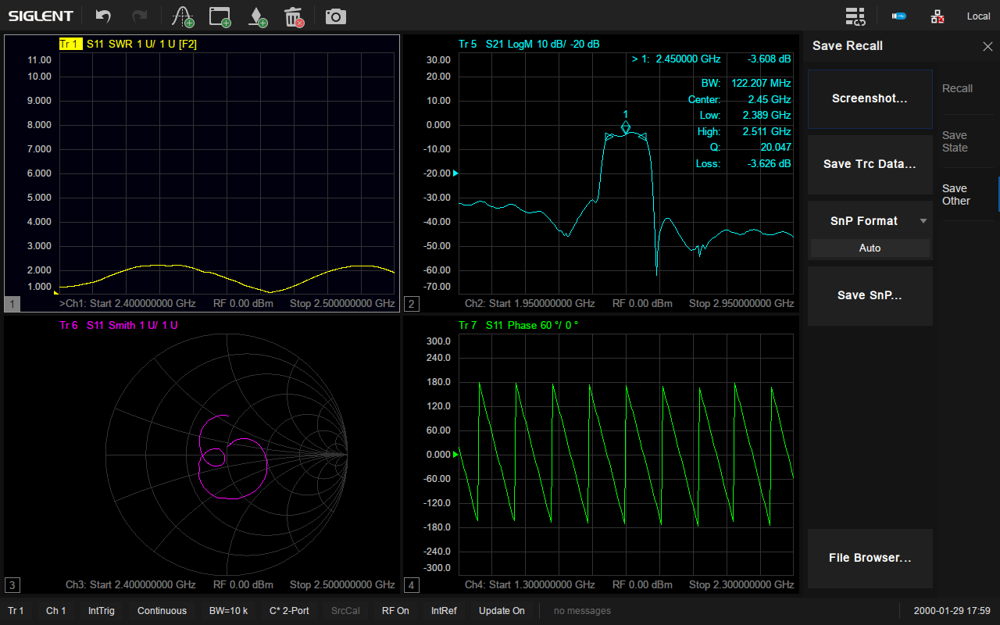 SIGLENT
Local
Tr 1 S11 SWR 1 U/ 1 U [F2]
11.00
10.00
9.000
8.000
7.000
6.000
5.000
4.000
3.000
2.000
1.000
1
>Ch1: Start 2.400000000 GHz RF 0.00 dBm Stop 2.500000000 GHz
Tr 5 S21 LogM 10 dB/ -20 dB
30.00
20.00
10.00
0.000
-10.00
-20.00
-30.00
-40.00
-50.00
-60.00
-70.00
> 1: 2.450000 GHz -3.608 dB
BW: 122.207 MHz
Center: 2.45 GHz
Low: 2.389 GHz
High: 2.511 GHz
Q: 20.047
Loss: -3.626 dB
1
2
Ch2: Start 1.950000000 GHz RF 0.00 dBm Stop 2.950000000 GHz
Tr 6 S11 Smith 1 U/ 1 U
3
Ch3: Start 2.400000000 GHz RF 0.00 dBm Stop 2.500000000 GHz
Tr 7 S11 Phase 60 °/ 0 °
300.0
240.0
180.0
120.0
60.00
0.000
-60.00
-120.0
-180.0
-240.0
-300.0
4
Ch4: Start 1.300000000 GHz RF 0.00 dBm Stop 2.300000000 GHz
Save Recall
Screenshot...
Save Trc Data...
SnP Format
Auto
Save SnP...
File Browser...
Recall
Save
State
Save
Other
Tr 1 Ch 1 IntTrig Continuous BW=10 k C* 2-Port SrcCal RF On IntRef Update On no messages 2000-01-29 17:59